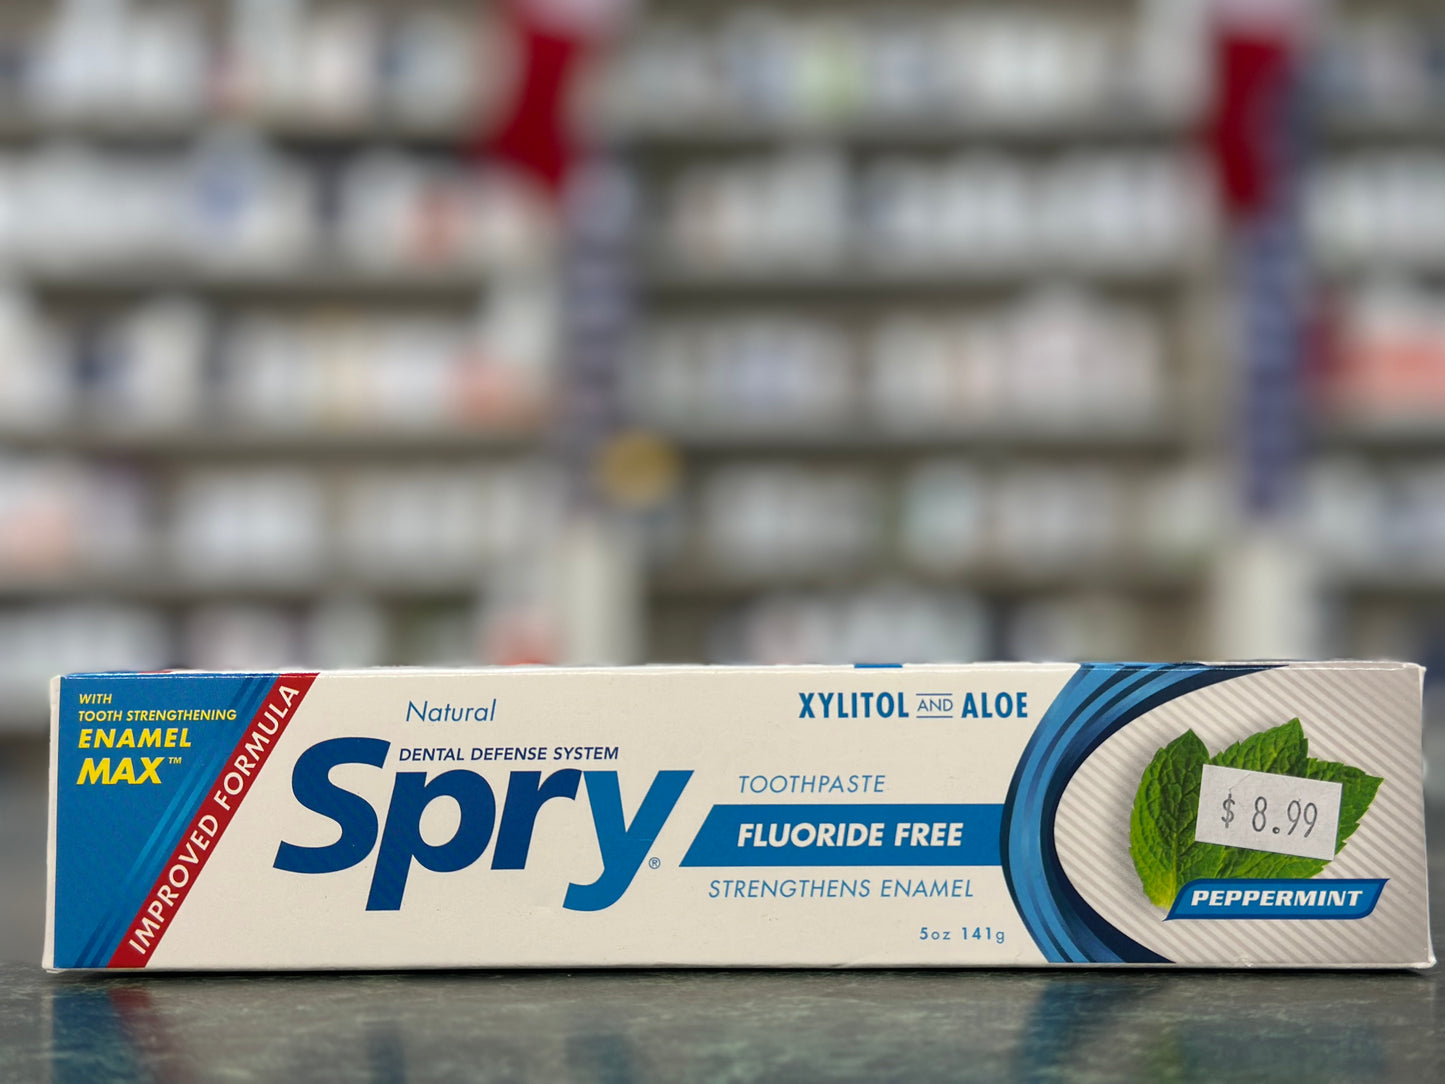 WITH
TOOTH STRENGTHENING
ENAMEL
MAX™
IMPROVED FORMULA
Natural
DENTAL DEFENSE SYSTEM
Spry®
XYLITOL AND ALOE
TOOTHPASTE
FLUORIDE FREE
STRENGTHENS ENAMEL
5oz 141g
$ 8.99
PEPPERMINT